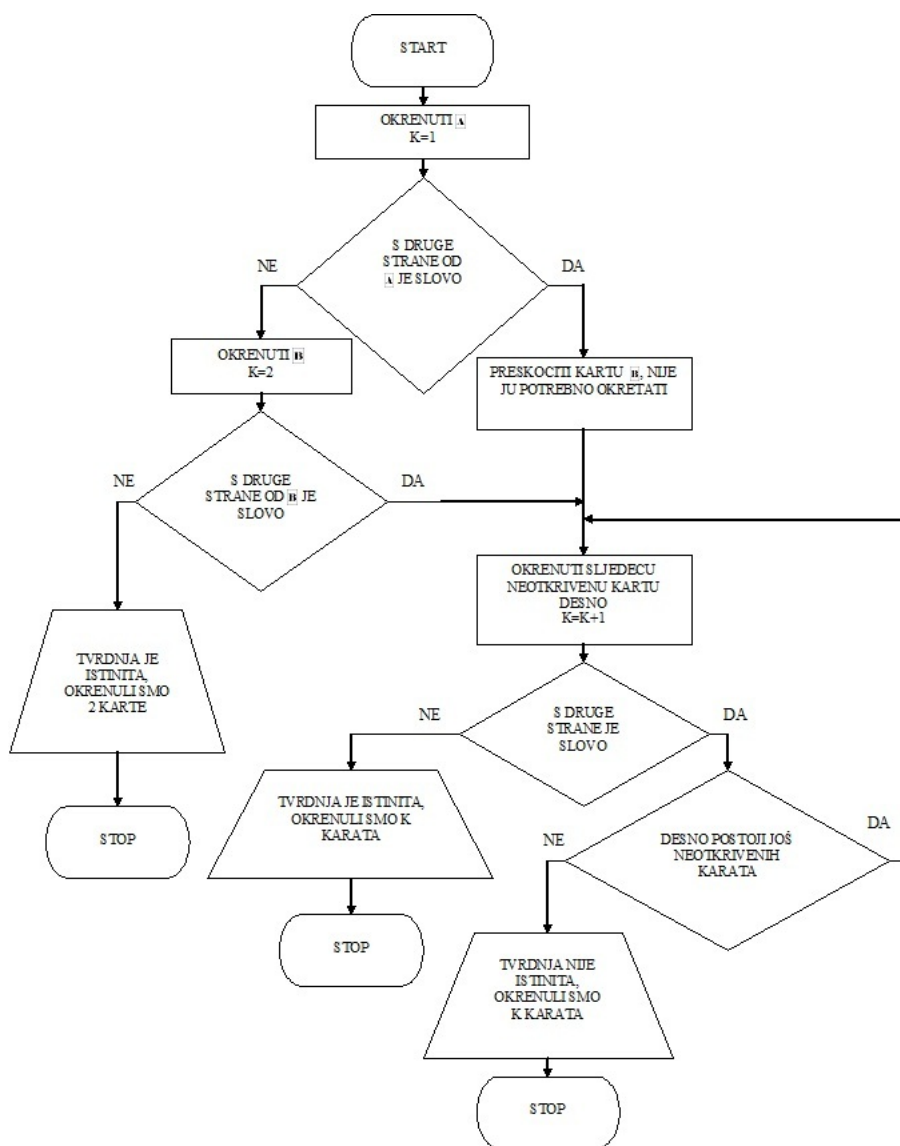 START
OKRENUTI A
K=1
S DRUGE
STRANE OD
A JE SLOVO
NE
DA
OKRENUTI B
K=2
PRESKOCITI KARTU B, NIJE
JU POTREBNO OKRETATI
S DRUGE
STRANE OD B JE
SLOVO
NE
DA
OKRENUTI SLJEDECU
NEOTKRIVENU KARTU
DESNO
K=K+1
TVRDNJA JE
ISTINITA,
OKRENULI SMO
2 KARTE
STOP
S DRUGE
STRANE JE
SLOVO
NE
DA
TVRDNJA JE ISTINITA,
OKRENULI SMO K
KARATA
STOP
DESNO POSTOJI JOŠ
NEOTKRIVENIH
KARATA
NE
DA
TVRDNJA NIJE
ISTINITA,
OKRENULI SMO
K KARATA
STOP